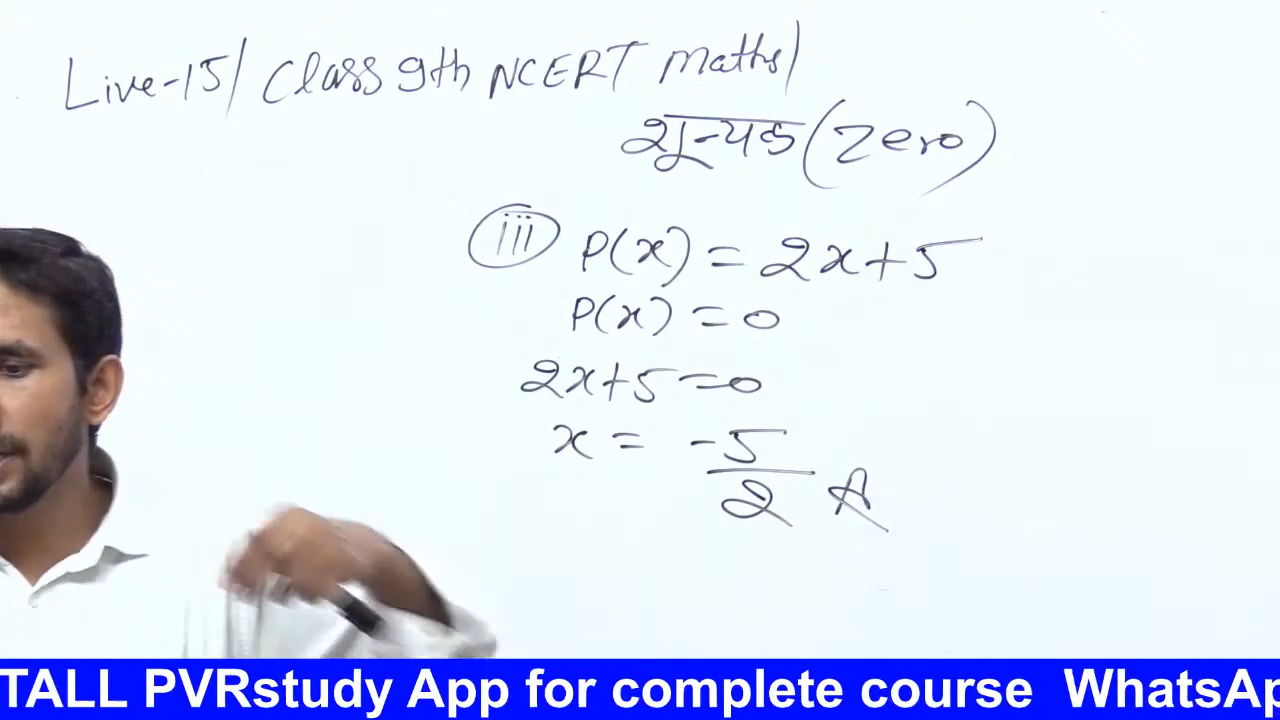 Live-15/ Class 9th NCERT Maths/
शून्यक (Zero)
iii P(x) = 2x+5
P(x) = 0
2x+5=0
x = -5/2 A
TALL PVRstudy App for complete course WhatsAp